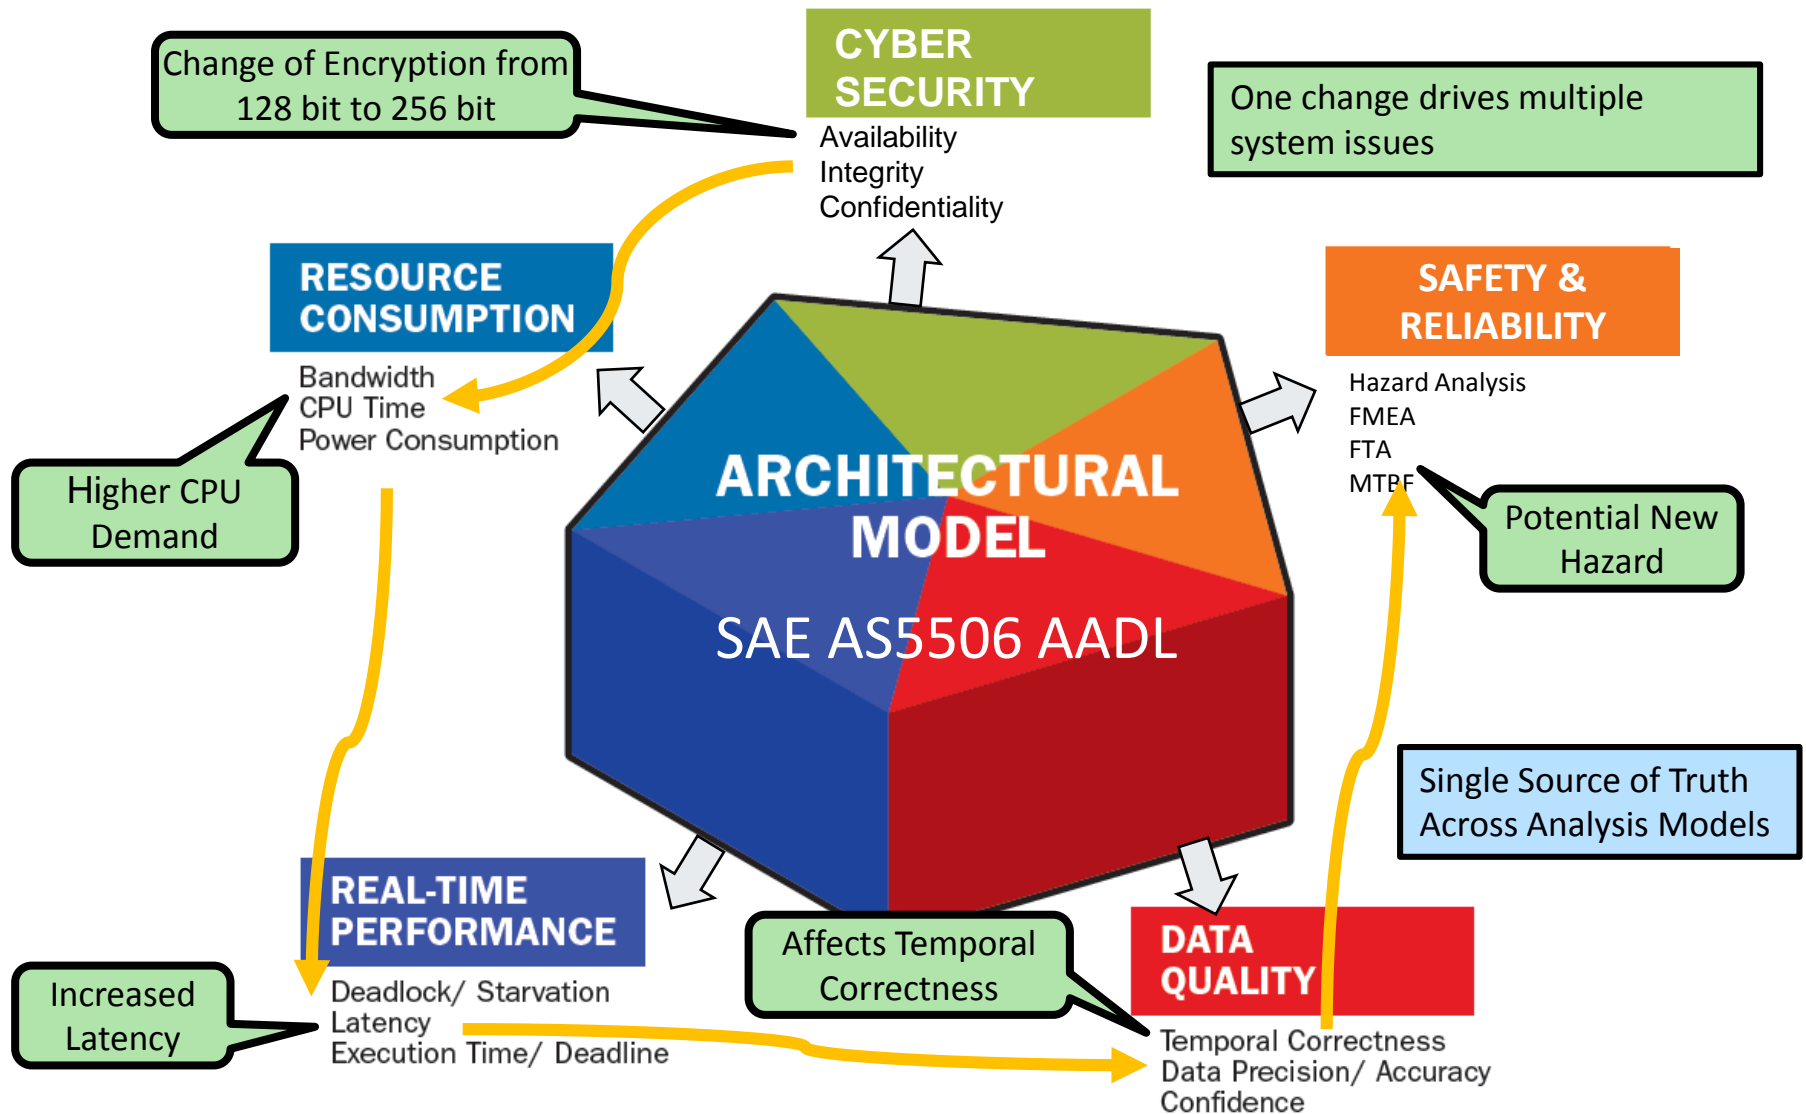 Change of Encryption from
128 bit to 256 bit
CYBER
SECURITY
Availability
Integrity
Confidentiality
One change drives multiple
system issues
RESOURCE
CONSUMPTION
Bandwidth
CPU Time
Power Consumption
Higher CPU
Demand
SAFETY &
RELIABILITY
Hazard Analysis
FMEA
FTA
MTBF
Potential New
Hazard
ARCHITECTURAL
MODEL
SAE AS5506 AADL
Single Source of Truth
Across Analysis Models
REAL-TIME
PERFORMANCE
Deadlock/ Starvation
Latency
Execution Time/ Deadline
Increased
Latency
Affects Temporal
Correctness
DATA
QUALITY
Temporal Correctness
Data Precision/ Accuracy
Confidence